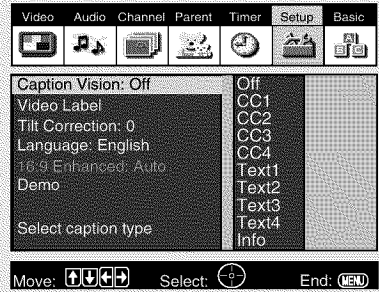 Video Audio Channel Parent Timer Setup Basic
A
B C
Caption Vision: Off
Video Label
Tilt Correction: 0
Language: English
16:9 Enhanced: Auto
Demo
Select caption type
Off
CC1
CC2
CC3
CC4
Text1
Text2
Text3
Text4
Info
Move: Select: End: MENU